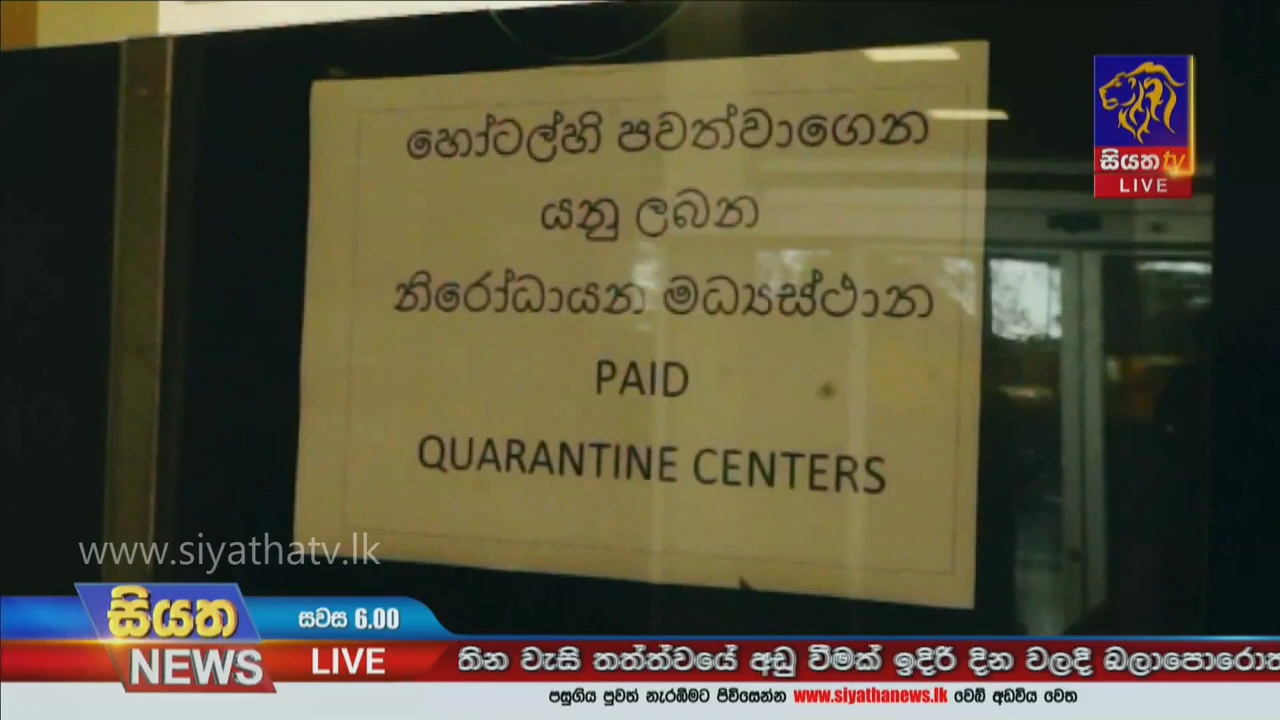 හෝටල්හි පවත්වාගෙන
යනු ලබන
නිරෝධායන මධ්‍යස්ථාන
PAID
QUARANTINE CENTERS
සියත tv
LIVE
www.siyathatv.lk
සියත
NEWS
සවස 6.00
LIVE
තින වැසි තත්ත්වයේ අඩු වීමක් ඉදිරි දින වලදී බලාපොරොත
පසුගිය පුවත් නැරඹීමට පිවිසෙන්න www.siyathanews.lk වෙබ් අඩවිය වෙත